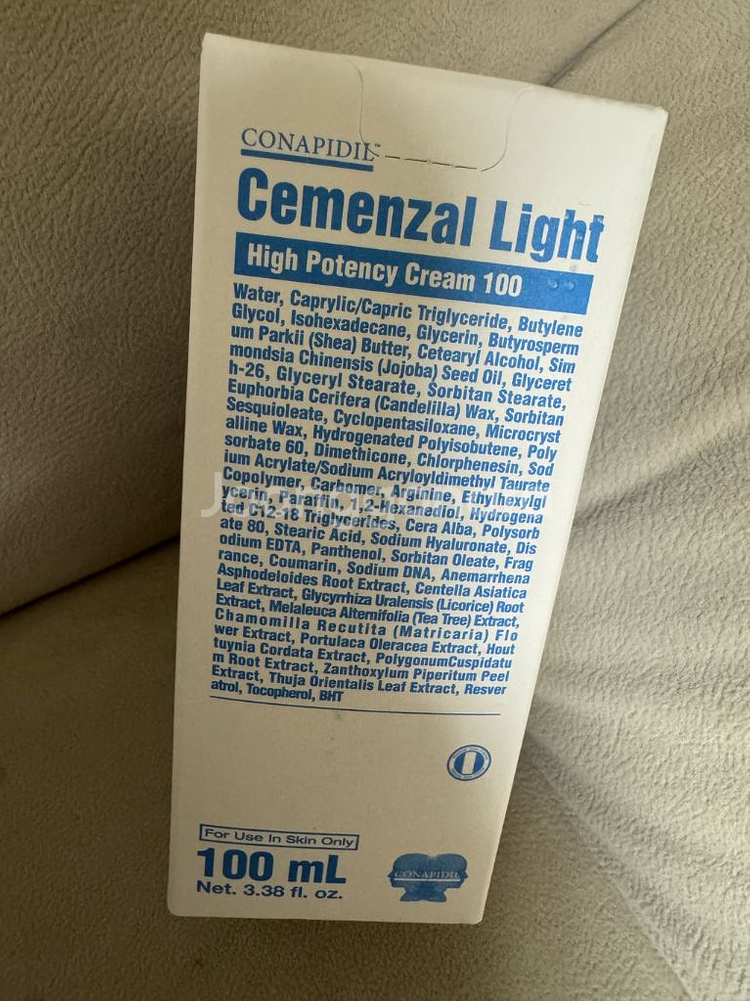 CONAPIDIL™
Cemenzal Light
High Potency Cream 100
Water, Caprylic/Capric Triglyceride, Butylene
Glycol, Isohexadecane, Glycerin, Butyrosperm
um Parkii (Shea) Butter, Cetearyl Alcohol, Sim
mondsia Chinensis (Jojoba) Seed Oil, Glyceret
h-26, Glyceryl Stearate, Sorbitan Stearate,
Euphorbia Cerifera (Candelilla) Wax, Sorbitan
Sesquioleate, Cyclopentasiloxane, Microcryst
alline Wax, Hydrogenated Polyisobutene, Poly
sorbate 60, Dimethicone, Chlorphenesin, Sod
ium Acrylate/Sodium Acryloyldimethyl Taurate
Copolymer, Carbomer, Arginine, Ethylhexylgl
ycerin, Paraffin, 1,2-Hexanediol, Hydrogena
ted C12-18 Triglycerides, Cera Alba, Polysorb
ate 80, Stearic Acid, Sodium Hyaluronate, Dis
odium EDTA, Panthenol, Sorbitan Oleate, Frag
rance, Coumarin, Sodium DNA, Anemarrhena
Asphodeloides Root Extract, Centella Asiatica
Leaf Extract, Glycyrrhiza Uralensis (Licorice) Root
Extract, Melaleuca Alternifolia (Tea Tree) Extract,
Chamomilla Recutita (Matricaria) Flo
wer Extract, Portulaca Oleracea Extract, Hout
tuynia Cordata Extract, PolygonumCuspidatu
m Root Extract, Zanthoxylum Piperitum Peel
Extract, Thuja Orientalis Leaf Extract, Resver
atrol, Tocopherol, BHT
For Use In Skin Only
100 mL
Net. 3.38 fl. oz.
CONAPIDIL